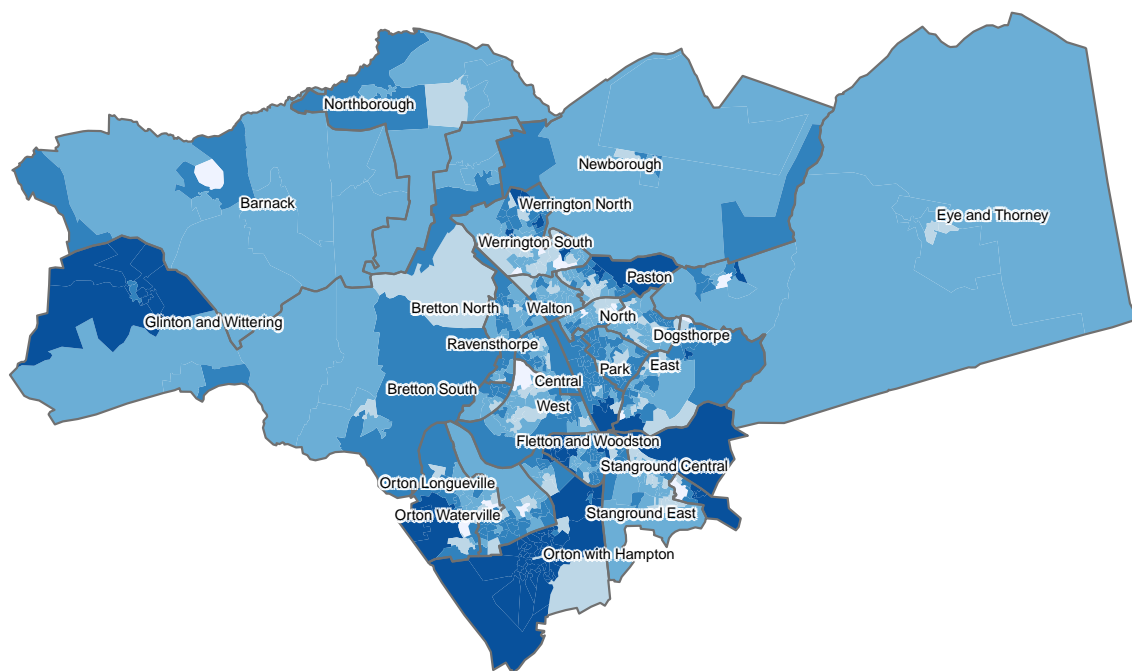 Northborough
Newborough
Barnack
Werrington North
Eye and Thorney
Werrington South
Paston
Bretton North
Walton
North
Glinton and Wittering
Dogsthorpe
Ravensthorpe
Park
East
Central
Bretton South
West
Fletton and Woodston
Stanground Central
Orton Longueville
Orton Waterville
Stanground East
Orton with Hampton